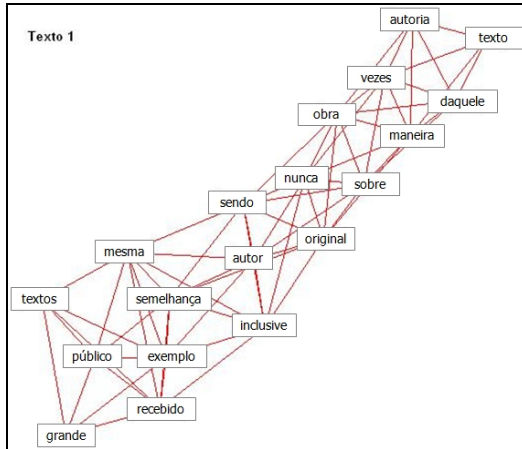 autoria
Texto 1
texto
vezes
daquele
obra
maneira
nunca
sobre
sendo
original
mesma
autor
textos
semelhança
inclusive
público
exemplo
recebido
grande